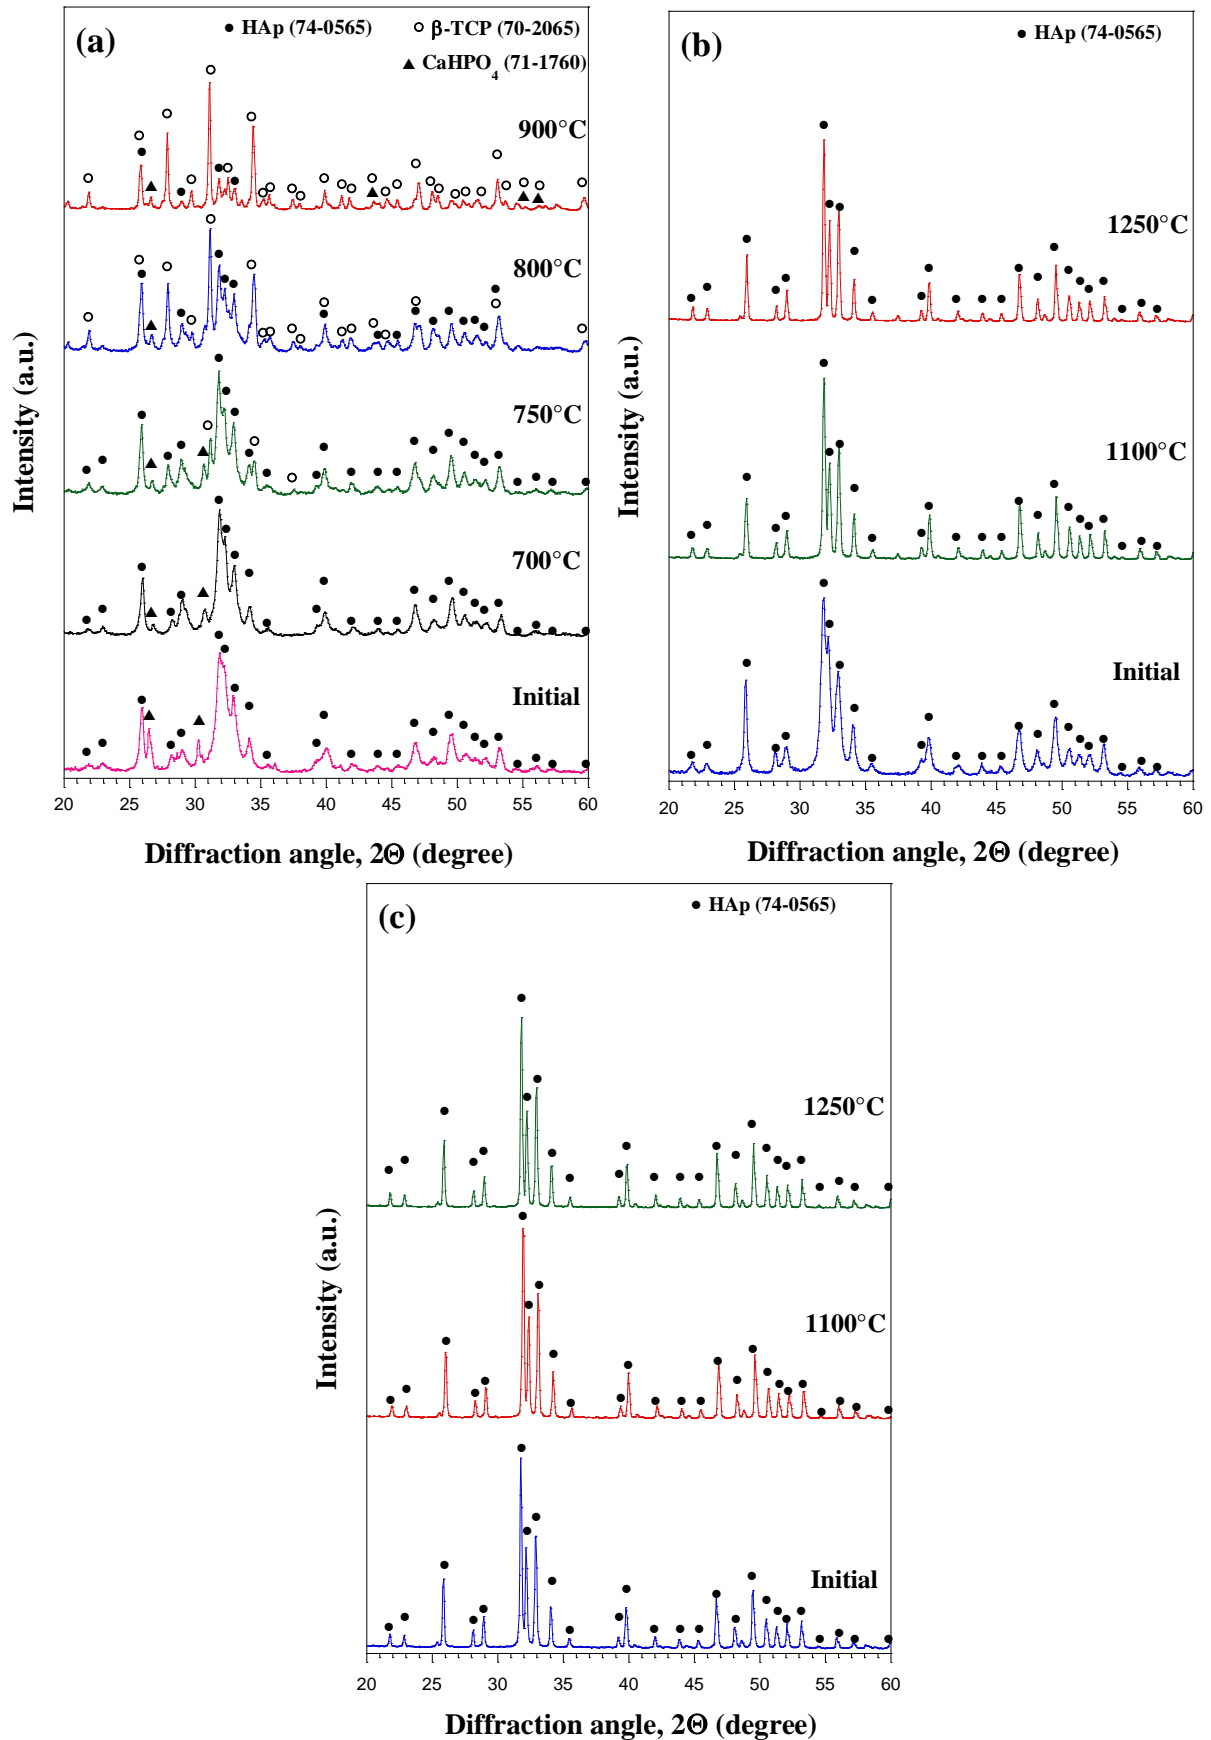 (a)
HAp (74-0565)
β-TCP (70-2065)
CaHPO4 (71-1760)
900°C
800°C
750°C
700°C
Initial
Intensity (a.u.)
20 25 30 35 40 45 50 55 60
Diffraction angle, 2Θ (degree)
(b)
HAp (74-0565)
1250°C
1100°C
Initial
Intensity (a.u.)
20 25 30 35 40 45 50 55 60
Diffraction angle, 2Θ (degree)
(c)
HAp (74-0565)
1250°C
1100°C
Initial
Intensity (a.u.)
20 25 30 35 40 45 50 55 60
Diffraction angle, 2Θ (degree)